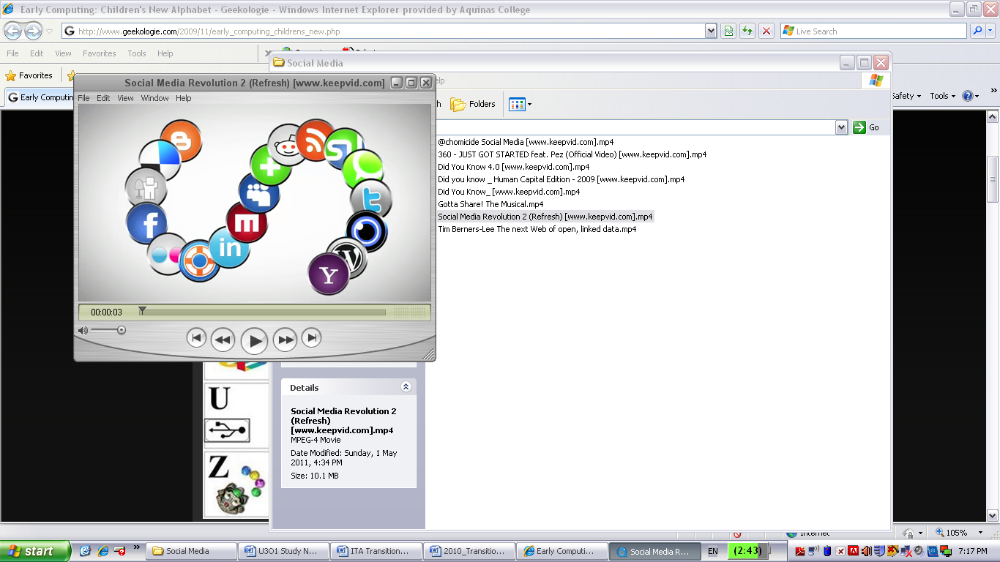 Early Computing: Children's New Alphabet - Geekologie - Windows Internet Explorer provided by Aquinas College
http://www.geekologie.com/2009/11/early_computing_childrens_new.php
Live Search
File Edit View Favorites Tools Help
Favorites
Early Computin
Safety Tools
Social Media
elp
h Folders
Go
Social Media Revolution 2 (Refresh) [www.keepvid.com]
File Edit View Window Help
f
in
m
t
W
Y
00:00:03
@chomicide Social Media [www.keepvid.com].mp4
360 - JUST GOT STARTED feat. Pez (Official Video) [www.keepvid.com].mp4
Did You Know 4.0 [www.keepvid.com].mp4
Did you know _ Human Capital Edition - 2009 [www.keepvid.com].mp4
Did You Know_ [www.keepvid.com].mp4
Gotta Share! The Musical.mp4
Social Media Revolution 2 (Refresh) [www.keepvid.com].mp4
Tim Berners-Lee The next Web of open, linked data.mp4
Details
Social Media Revolution 2
(Refresh)
[www.keepvid.com].mp4
MPEG-4 Movie
Date Modified: Sunday, 1 May
2011, 4:34 PM
Size: 10.1 MB
U
Z
Internet
105%
start
Social Media
U3O1 Study N...
ITA Transition...
2010_Transitio...
Early Computi...
Social Media R...
EN
(2:43)
7:17 PM